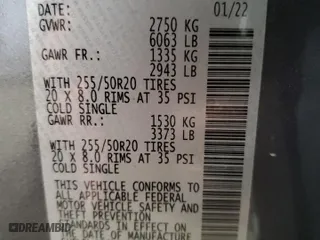 DATE: 01/22
GVWR: 2750 KG
6063 LB
GAWR FR.: 1335 KG
2943 LB
WITH 255/50R20 TIRES
20 X 8.0 RIMS AT 35 PSI
COLD SINGLE
GAWR RR.: 1530 KG
3373 LB
WITH 255/50R20 TIRES
20 X 8.0 RIMS AT 35 PSI
COLD SINGLE
THIS VEHICLE CONFORMS TO
ALL APPLICABLE FEDERAL
MOTOR VEHICLE SAFETY AND
THEFT PREVENTION
STANDARDS IN EFFECT ON
THE DATE OF MANUFACTURE
DREAMBID